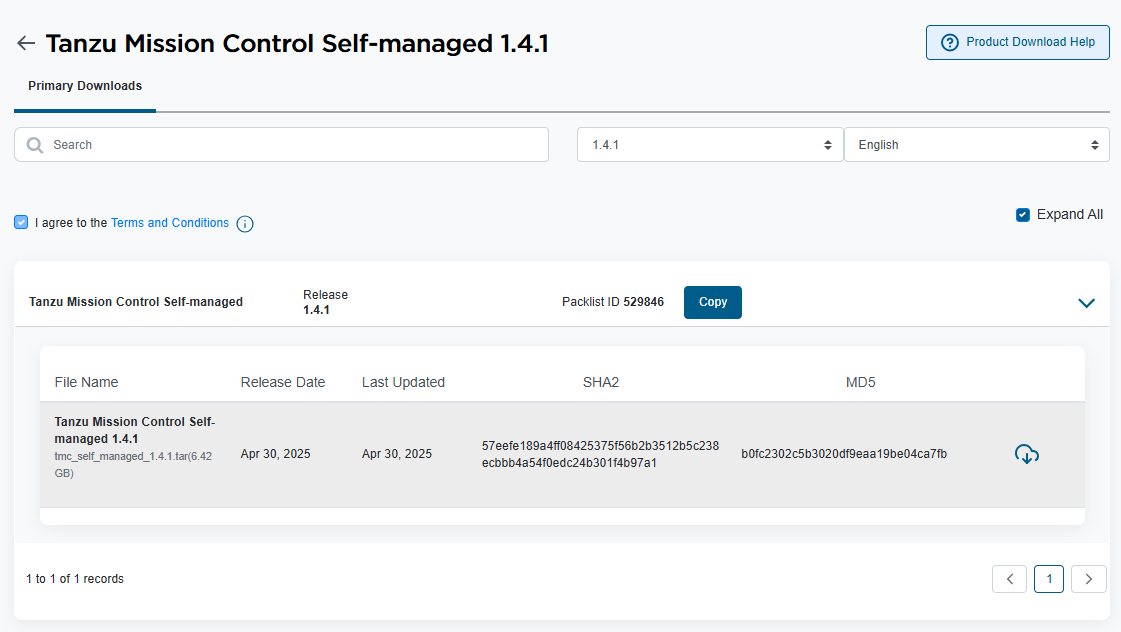 Tanzu Mission Control Self-managed 1.4.1
Product Download Help
Primary Downloads
Search
1.4.1
English
I agree to the Terms and Conditions
Expand All
Tanzu Mission Control Self-managed
Release
1.4.1
Packlist ID 529846
Copy
File Name
Release Date
Last Updated
SHA2
MD5
Tanzu Mission Control Self-
managed 1.4.1
tmc_self_managed_1.4.1.tar(6.42
GB)
Apr 30, 2025
Apr 30, 2025
57eefe189a4ff08425375f56b2b3512b5c238
ecbbb4a54f0edc24b301f4b97a1
b0fc2302c5b3020df9eaa19be04ca7fb
1 to 1 of 1 records
1